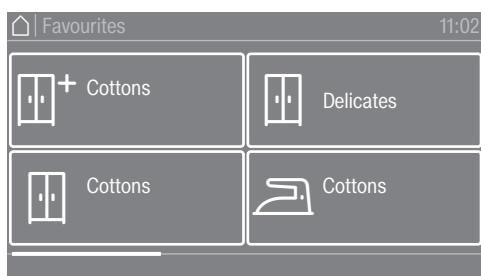 Favourites 11:02
+ Cottons
Delicates
Cottons
Cottons